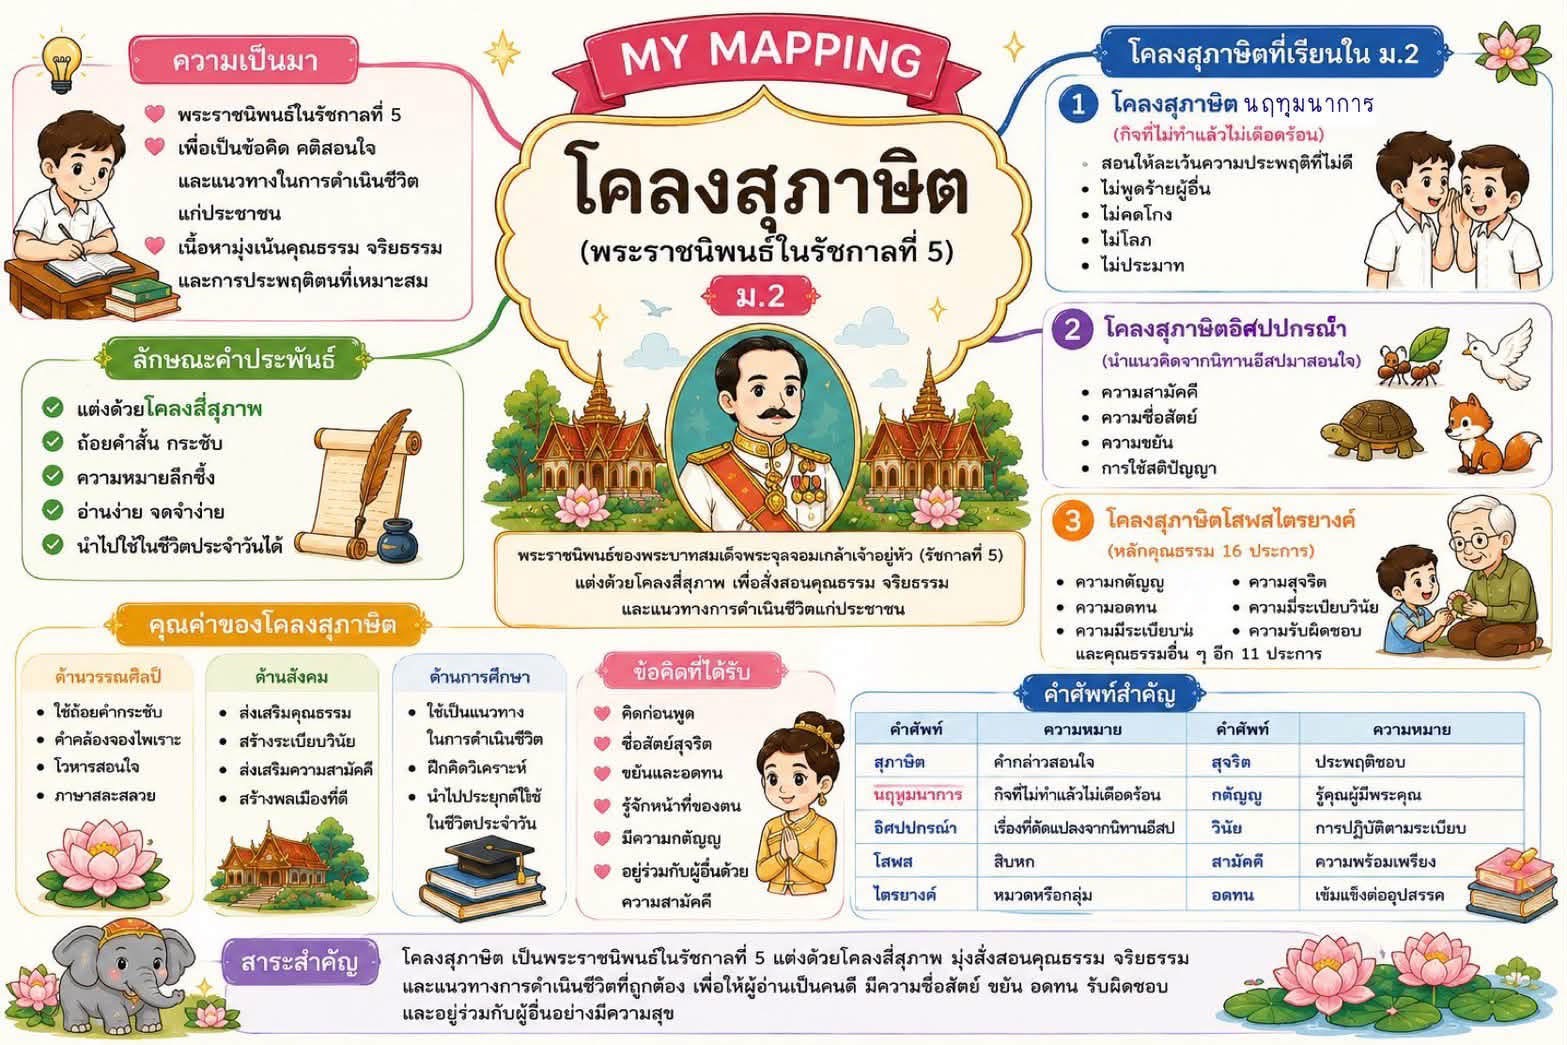 MY MAPPING
โคลงสุภาษิต
(พระราชนิพนธ์ในรัชกาลที่ 5)
ม.2
พระราชนิพนธ์ของพระบาทสมเด็จพระจุลจอมเกล้าเจ้าอยู่หัว (รัชกาลที่ 5)
แต่งด้วยโคลงสี่สุภาพ เพื่อสั่งสอนคุณธรรม จริยธรรม
และแนวทางการดำเนินชีวิตแก่ประชาชน
ความเป็นมา
พระราชนิพนธ์ในรัชกาลที่ 5
เพื่อเป็นข้อคิด คติสอนใจ
และแนวทางในการดำเนินชีวิต
แก่ประชาชน
เนื้อหามุ่งเน้นคุณธรรม จริยธรรม
และการประพฤติตนที่เหมาะสม
ลักษณะคำประพันธ์
แต่งด้วยโคลงสี่สุภาพ
ถ้อยคำสั้น กระชับ
ความหมายลึกซึ้ง
อ่านง่าย จดจำง่าย
นำไปใช้ในชีวิตประจำวันได้
โคลงสุภาษิตที่เรียนใน ม.2
1 โคลงสุภาษิต นฤทุมนาการ
(กิจที่ไม่ทำแล้วไม่เดือดร้อน)
สอนให้ละเว้นความประพฤติที่ไม่ดี
• ไม่พูดร้ายผู้อื่น
• ไม่คดโกง
• ไม่โลภ
• ไม่ประมาท
2 โคลงสุภาษิตอิศปปกรณำ
(นำแนวคิดจากนิทานอีสปมาสอนใจ)
• ความสามัคคี
• ความซื่อสัตย์
• ความขยัน
• การใช้สติปัญญา
3 โคลงสุภาษิตโสฬสไตรยางค์
(หลักคุณธรรม 16 ประการ)
• ความกตัญญู • ความสุจริต
• ความอดทน • ความมีระเบียบวินัย
• ความมีระเบียบ • ความรับผิดชอบ
และคุณธรรมอื่น ๆ อีก 11 ประการ
คุณค่าของโคลงสุภาษิต
ด้านวรรณศิลป์
• ใช้ถ้อยคำกระชับ
• คำคล้องจองไพเราะ
• โวหารสอนใจ
• ภาษาสละสลวย
ด้านสังคม
• ส่งเสริมคุณธรรม
• สร้างระเบียบวินัย
• ส่งเสริมความสามัคคี
• สร้างพลเมืองที่ดี
ด้านการศึกษา
• ใช้เป็นแนวทาง
ในการดำเนินชีวิต
• ฝึกคิดวิเคราะห์
• นำไปประยุกต์ใช้
ในชีวิตประจำวัน
ข้อคิดที่ได้รับ
คิดก่อนพูด
ซื่อสัตย์สุจริต
ขยันและอดทน
รู้จักหน้าที่ของตน
มีความกตัญญู
อยู่ร่วมกับผู้อื่นด้วย
ความสามัคคี
คำศัพท์สำคัญ
คำศัพท์ ความหมาย คำศัพท์ ความหมาย
สุภาษิต คำกล่าวสอนใจ สุจริต ประพฤติชอบ
นฤทุมนาการ กิจที่ไม่ทำแล้วไม่เดือดร้อน กตัญญู รู้คุณผู้มีพระคุณ
อิศปปกรณำ เรื่องที่ดัดแปลงจากนิทานอีสป วินัย การปฏิบัติตามระเบียบ
โสฬส สิบหก สามัคคี ความพร้อมเพรียง
ไตรยางค์ หมวดหรือกลุ่ม อดทน เข้มแข็งต่ออุปสรรค
สาระสำคัญ
โคลงสุภาษิต เป็นพระราชนิพนธ์ในรัชกาลที่ 5 แต่งด้วยโคลงสี่สุภาพ มุ่งสั่งสอนคุณธรรม จริยธรรม
และแนวทางการดำเนินชีวิตที่ถูกต้อง เพื่อให้ผู้อ่านเป็นคนดี มีความซื่อสัตย์ ขยัน อดทน รับผิดชอบ
และอยู่ร่วมกับผู้อื่นอย่างมีความสุข